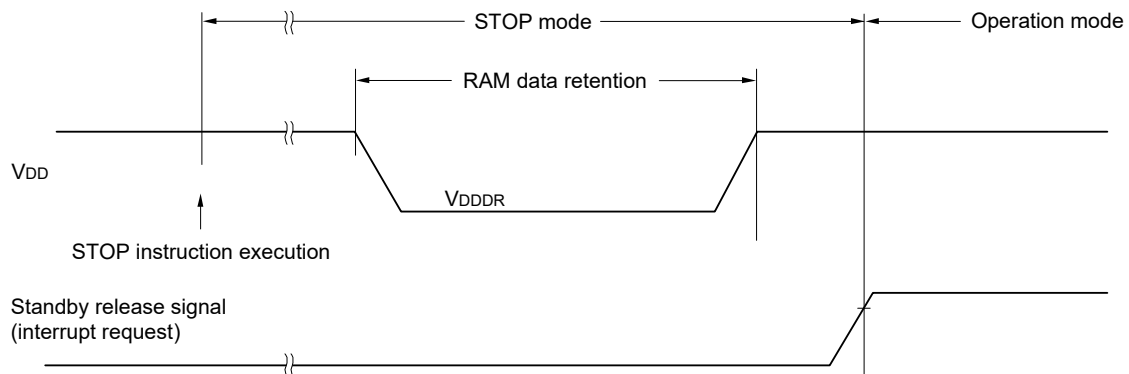 STOP mode
Operation mode
RAM data retention
VDD
VDDDR
STOP instruction execution
Standby release signal
(interrupt request)